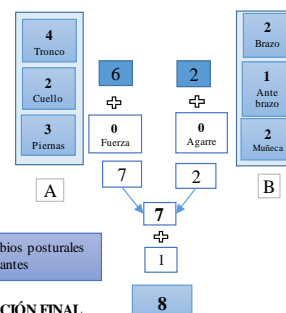 4
Tronco
2
Cuello
3
Piernas
A
6
0
Fuerza
7
2
0
Agarre
2
2
Brazo
1
Ante
brazo
2
Muñeca
B
7
1
bios posturales
antes
8
CIÓN FINAL